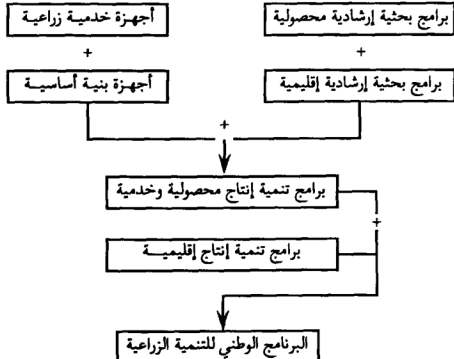 برامج بحثية إرشادية محصولية
أجهزة خدمية زراعية
+
+
برامج بحثية إرشادية إقليمية
أجهزة بنية أساسية
+
برامج تنمية إنتاج محصولية وخدمية
+
برامج تنمية إنتاج إقليمية
البرنامج الوطني للتنمية الزراعية